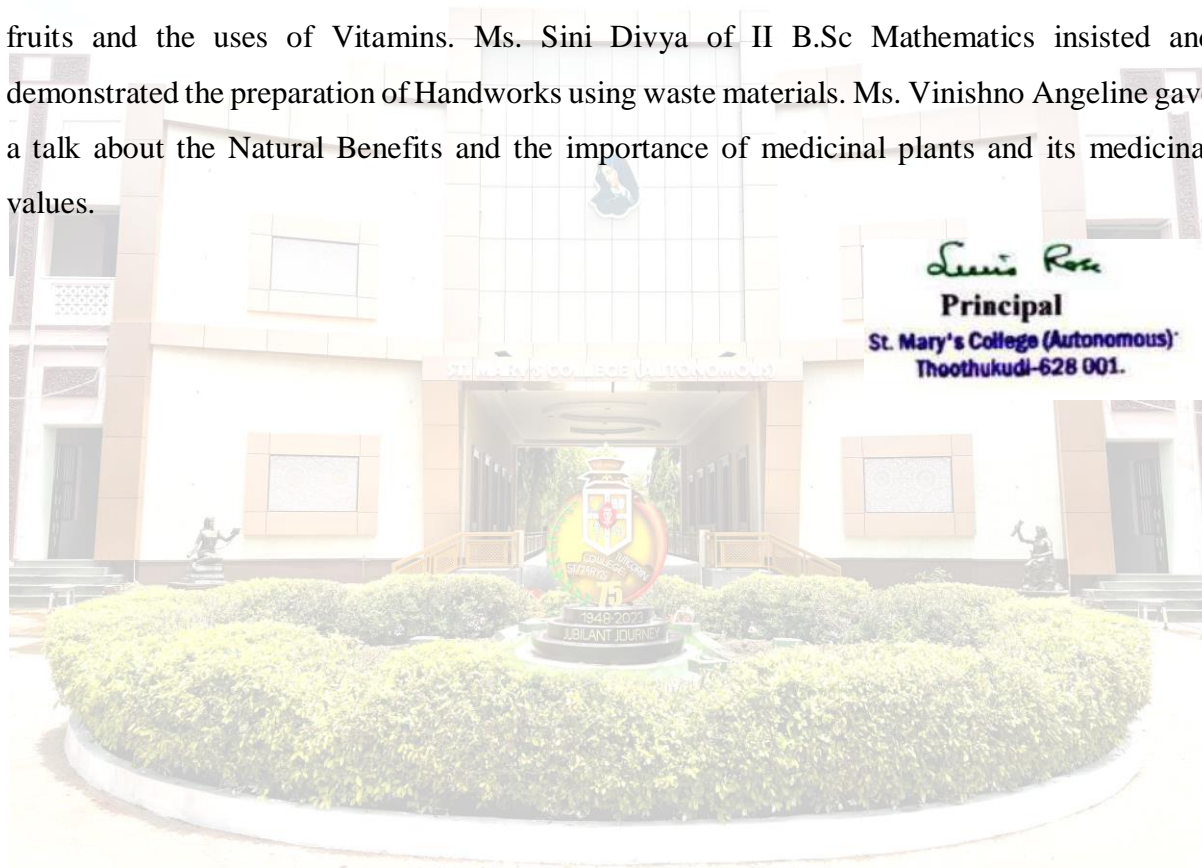 fruits and the uses of Vitamins. Ms. Sini Divya of II B.Sc Mathematics insisted and
demonstrated the preparation of Handworks using waste materials. Ms. Vinishno Angeline gave
a talk about the Natural Benefits and the importance of medicinal plants and its medicinal
values.
Principal
St. Mary's College (Autonomous)
Thoothukudi-628 001.
ST. MARY'S COLLEGE (AUTONOMOUS)
75
1948-2023
JUBILANT JOURNEY